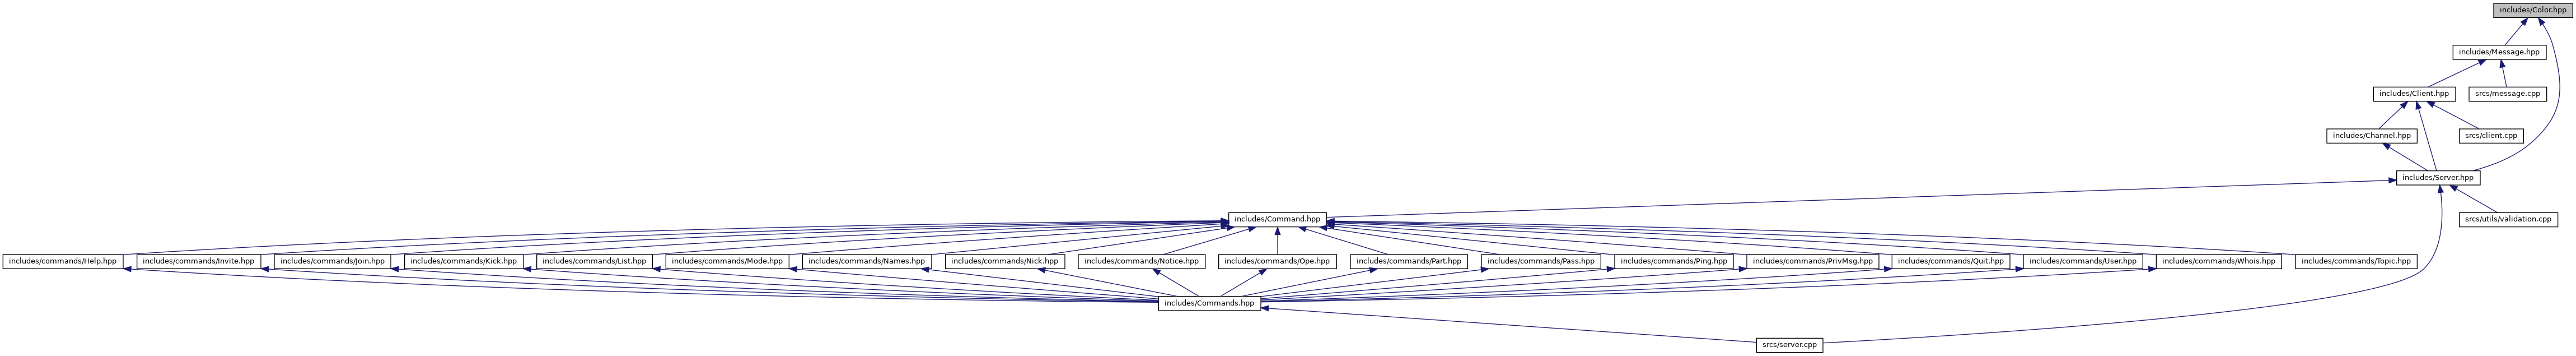 includes/Color.hpp
includes/Message.hpp
includes/Client.hpp
srcs/message.cpp
includes/Channel.hpp
srcs/client.cpp
includes/Server.hpp
includes/Command.hpp
srcs/utils/validation.cpp
includes/commands/Help.hpp
includes/commands/Invite.hpp
includes/commands/Join.hpp
includes/commands/Kick.hpp
includes/commands/List.hpp
includes/commands/Mode.hpp
includes/commands/Names.hpp
includes/commands/Nick.hpp
includes/commands/Notice.hpp
includes/commands/Ope.hpp
includes/commands/Part.hpp
includes/commands/Pass.hpp
includes/commands/Ping.hpp
includes/commands/PrivMsg.hpp
includes/commands/Quit.hpp
includes/commands/User.hpp
includes/commands/Whois.hpp
includes/commands/Topic.hpp
includes/Commands.hpp
srcs/server.cpp